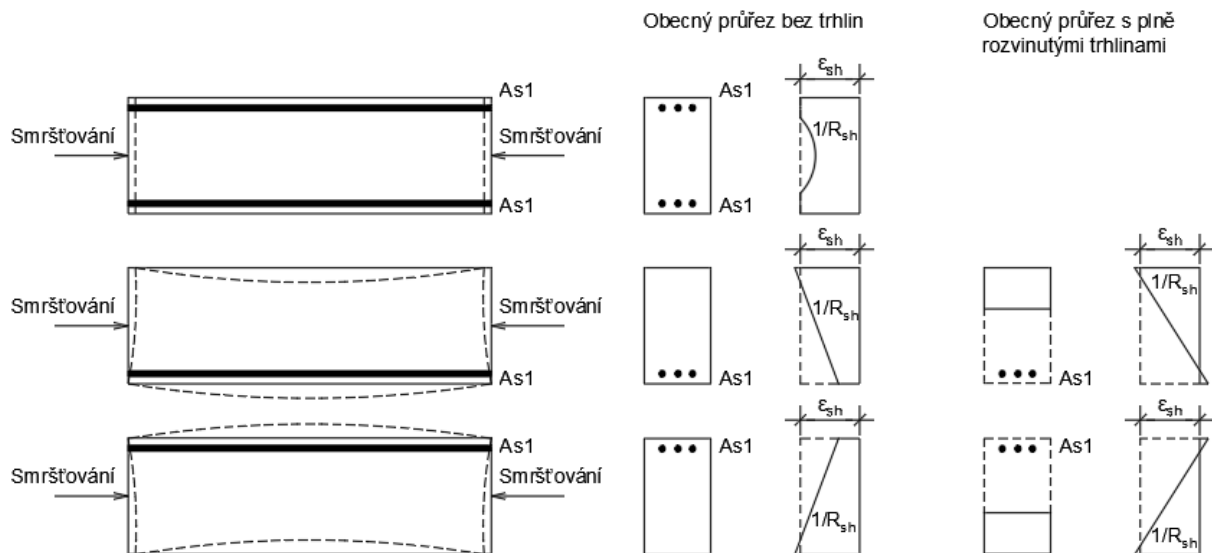 Obecný průřez bez trhlin
Obecný průřez s plně
rozvinutými trhlinami
As1
As1
εsh
Smršťování
Smršťování
1/Rsh
As1
As1
εsh
εsh
Smršťování
Smršťování
1/Rsh
1/Rsh
As1
As1
As1
εsh
εsh
As1
As1
As1
Smršťování
Smršťování
1/Rsh
1/Rsh